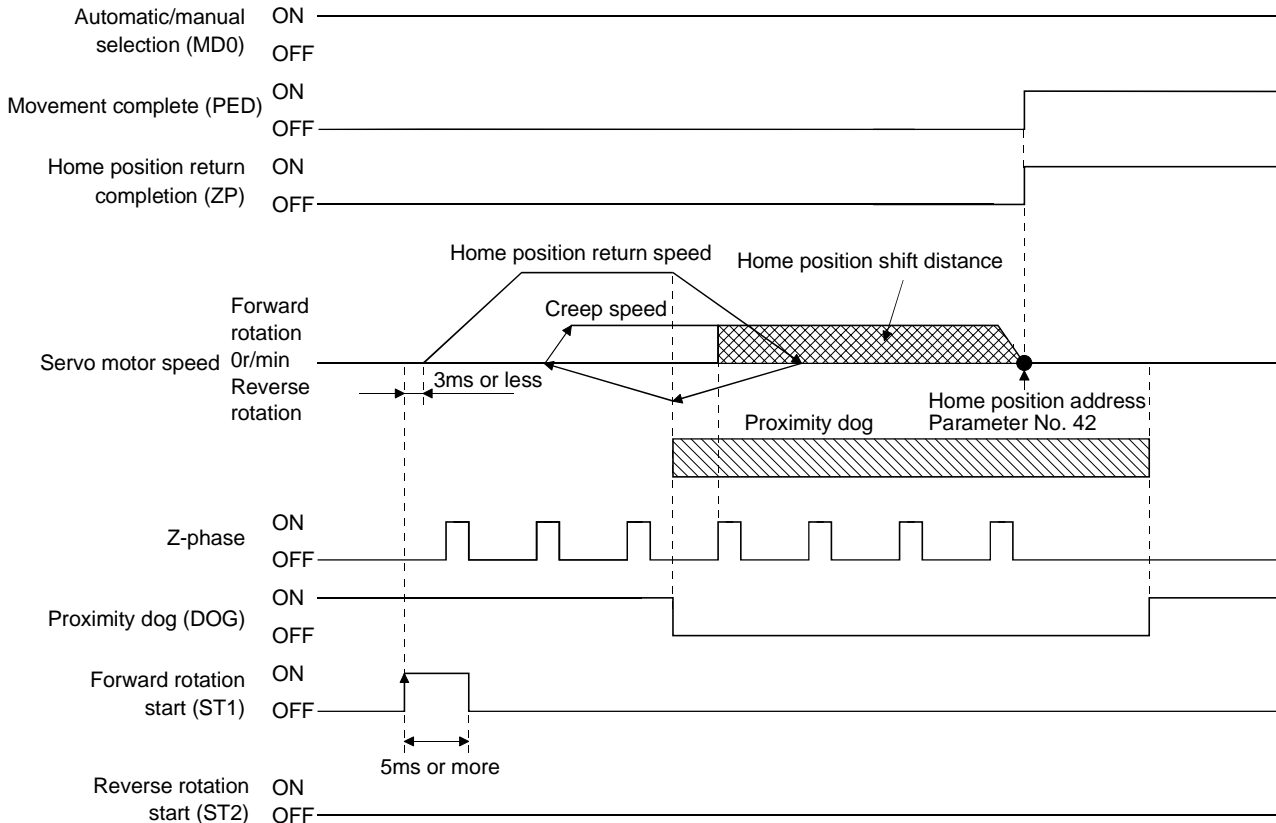 Automatic/manual
selection (MD0)
ON
OFF
Movement complete (PED)
ON
OFF
Home position return
completion (ZP)
ON
OFF
Home position return speed
Home position shift distance
Creep speed
Forward
rotation
Servo motor speed 0r/min
Reverse
rotation
3ms or less
Home position address
Parameter No. 42
Proximity dog
Z-phase
ON
OFF
Proximity dog (DOG)
ON
OFF
Forward rotation
start (ST1)
ON
OFF
5ms or more
Reverse rotation
start (ST2)
ON
OFF